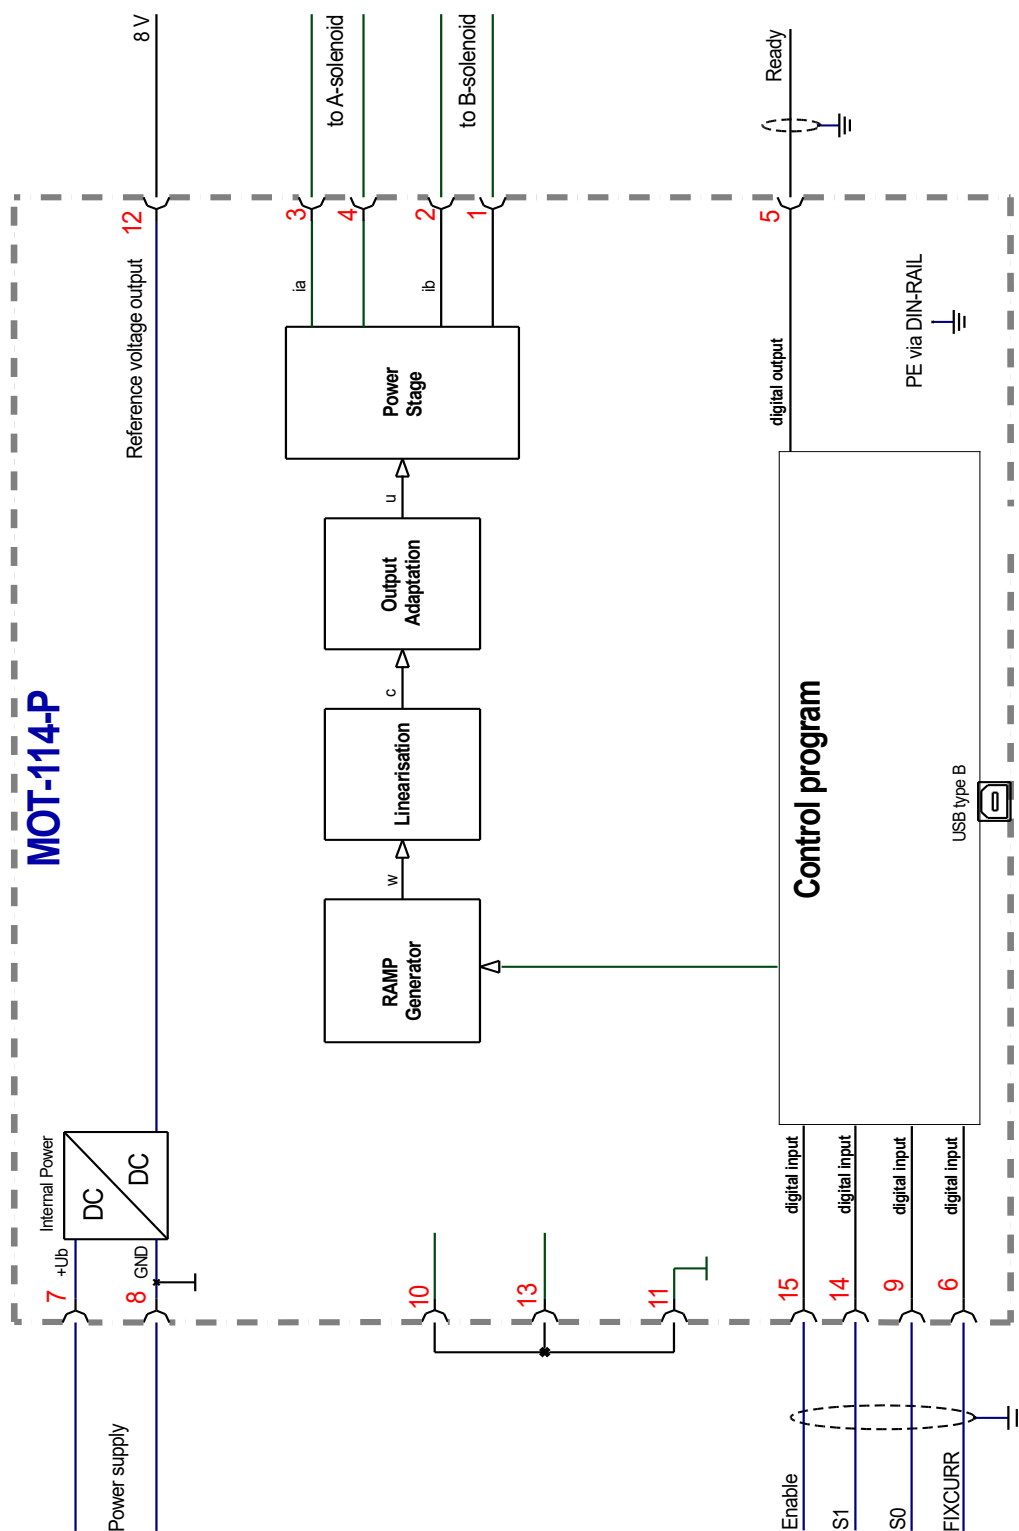 MOT-114-P
Power supply
7
+Ub
8
GND
Internal Power
DC
DC
Reference voltage output
12
8 V
10
13
11
RAMP
Generator
w
Linearisation
c
Output
Adaptation
u
Power
Stage
ia
ib
3
4
2
1
to A-solenoid
to B-solenoid
Enable
15
digital input
S1
14
digital input
S0
9
digital input
FIXCURR
6
digital input
Control program
USB type B
digital output
5
Ready
PE via DIN-RAIL